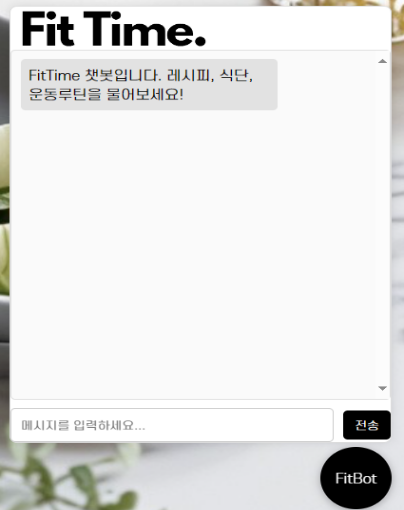 Fit Time.
FitTime 챗봇입니다. 레시피, 식단,
운동루틴을 물어보세요!
메시지를 입력하세요...
전송
FitBot